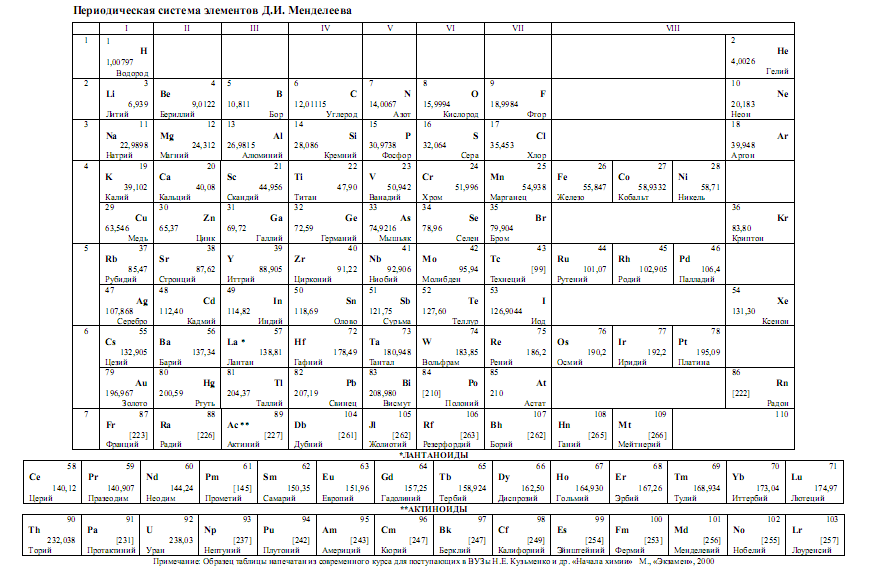 Периодическая система элементов Д.И. Менделеева
I II III IV V VI VII VIII
1 1 2
H He
1,00797 4,0026
Водород Гелий
2 3 4 5 6 7 8 9 10
Li Be B C N O F Ne
6,939 9,0122 10,811 12,01115 14,0067 15,9994 18,9984 20,183
Литий Бериллий Бор Углерод Азот Кислород Фтор Неон
3 11 12 13 14 15 16 17 18
Na Mg Al Si P S Cl Ar
22,9898 24,312 26,9815 28,086 30,9738 32,064 35,453 39,948
Натрий Магний Алюминий Кремний Фосфор Сера Хлор Аргон
4 19 20 21 22 23 24 25 26 27 28
K Ca Sc Ti V Cr Mn Fe Co Ni
39,102 40,08 44,956 47,90 50,942 51,996 54,938 55,847 58,9332 58,71
Калий Кальций Скандий Титан Ванадий Хром Марганец Железо Кобальт Никель
29 30 31 32 33 34 35 36
Cu Zn Ga Ge As Se Br Kr
63,546 65,37 69,72 72,59 74,9216 78,96 79,904 83,80
Медь Цинк Галлий Германий Мышьяк Селен Бром Криптон
5 37 38 39 40 41 42 43 44 45 46
Rb Sr Y Zr Nb Mo Tc Ru Rh Pd
85,47 87,62 88,905 91,22 92,906 95,94 [99] 101,07 102,905 106,4
Рубидий Стронций Иттрий Цирконий Ниобий Молибден Технеций Рутений Родий Палладий
47 48 49 50 51 52 53 54
Ag Cd In Sn Sb Te I Xe
107,868 112,40 114,82 118,69 121,75 127,60 126,9044 131,30
Серебро Кадмий Индий Олово Сурьма Теллур Иод Ксенон
6 55 56 57 72 73 74 75 76 77 78
Cs Ba La * Hf Ta W Re Os Ir Pt
132,905 137,34 138,81 178,49 180,948 183,85 186,2 190,2 192,2 195,09
Цезий Барий Лантан Гафний Тантал Вольфрам Рений Осмий Иридий Платина
79 80 81 82 83 84 85 86
Au Hg Tl Pb Bi Po At Rn
196,967 200,59 204,37 207,19 208,980 [210] 210 [222]
Золото Ртуть Таллий Свинец Висмут Полоний Астат Радон
7 87 88 89 104 105 106 107 108 109 110
Fr Ra Ac ** Db Jl Rf Bh Hn Mt
[223] [226] [227] [261] [262] [263] [262] [265] [266]
Франций Радий Актиний Дубний Жолиотий Резерфордий Борий Ганий Мейтнерий
*ЛАНТАНОИДЫ
58 59 60 61 62 63 64 65 66 67 68 69 70 71
Ce Pr Nd Pm Sm Eu Gd Tb Dy Ho Er Tm Yb Lu
140,12 140,907 144,24 [145] 150,35 151,96 157,25 158,924 162,50 164,930 167,26 168,934 173,04 174,97
Церий Празеодим Неодим Прометий Самарий Европий Гадолиний Тербий Диспрозий Гольмий Эрбий Тулий Иттербий Лютеций
**АКТИНОИДЫ
90 91 92 93 94 95 96 97 98 99 100 101 102 103
Th Pa U Np Pu Am Cm Bk Cf Es Fm Md No Lr
232,038 [231] 238,03 [237] [242] [243] [247] [247] [249] [254] [253] [256] [255] [257]
Торий Протактиний Уран Нептуний Плутоний Америций Кюрий Берклий Калифорний Эйнштейний Фермий Менделевий Нобелий Лоуренсий
Примечание: Образец таблицы напечатан из современного курса для поступающих в ВУЗы Н.Е. Кузьменко и др. «Начала химии» М., «Экзамен», 2000